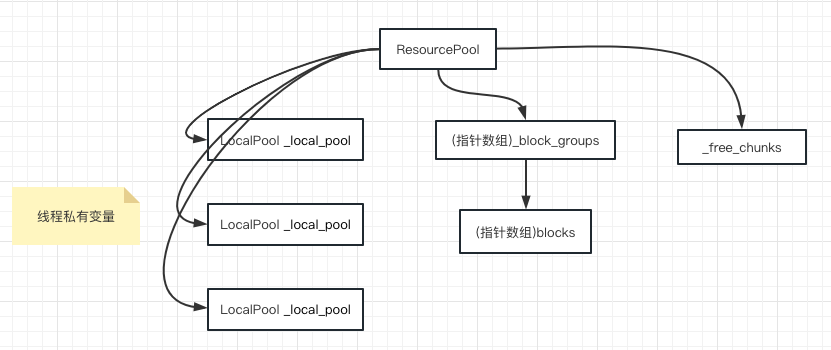 ResourcePool
LocalPool _local_pool
(指针数组)_block_groups
_free_chunks
线程私有变量
LocalPool _local_pool
(指针数组)blocks
LocalPool _local_pool